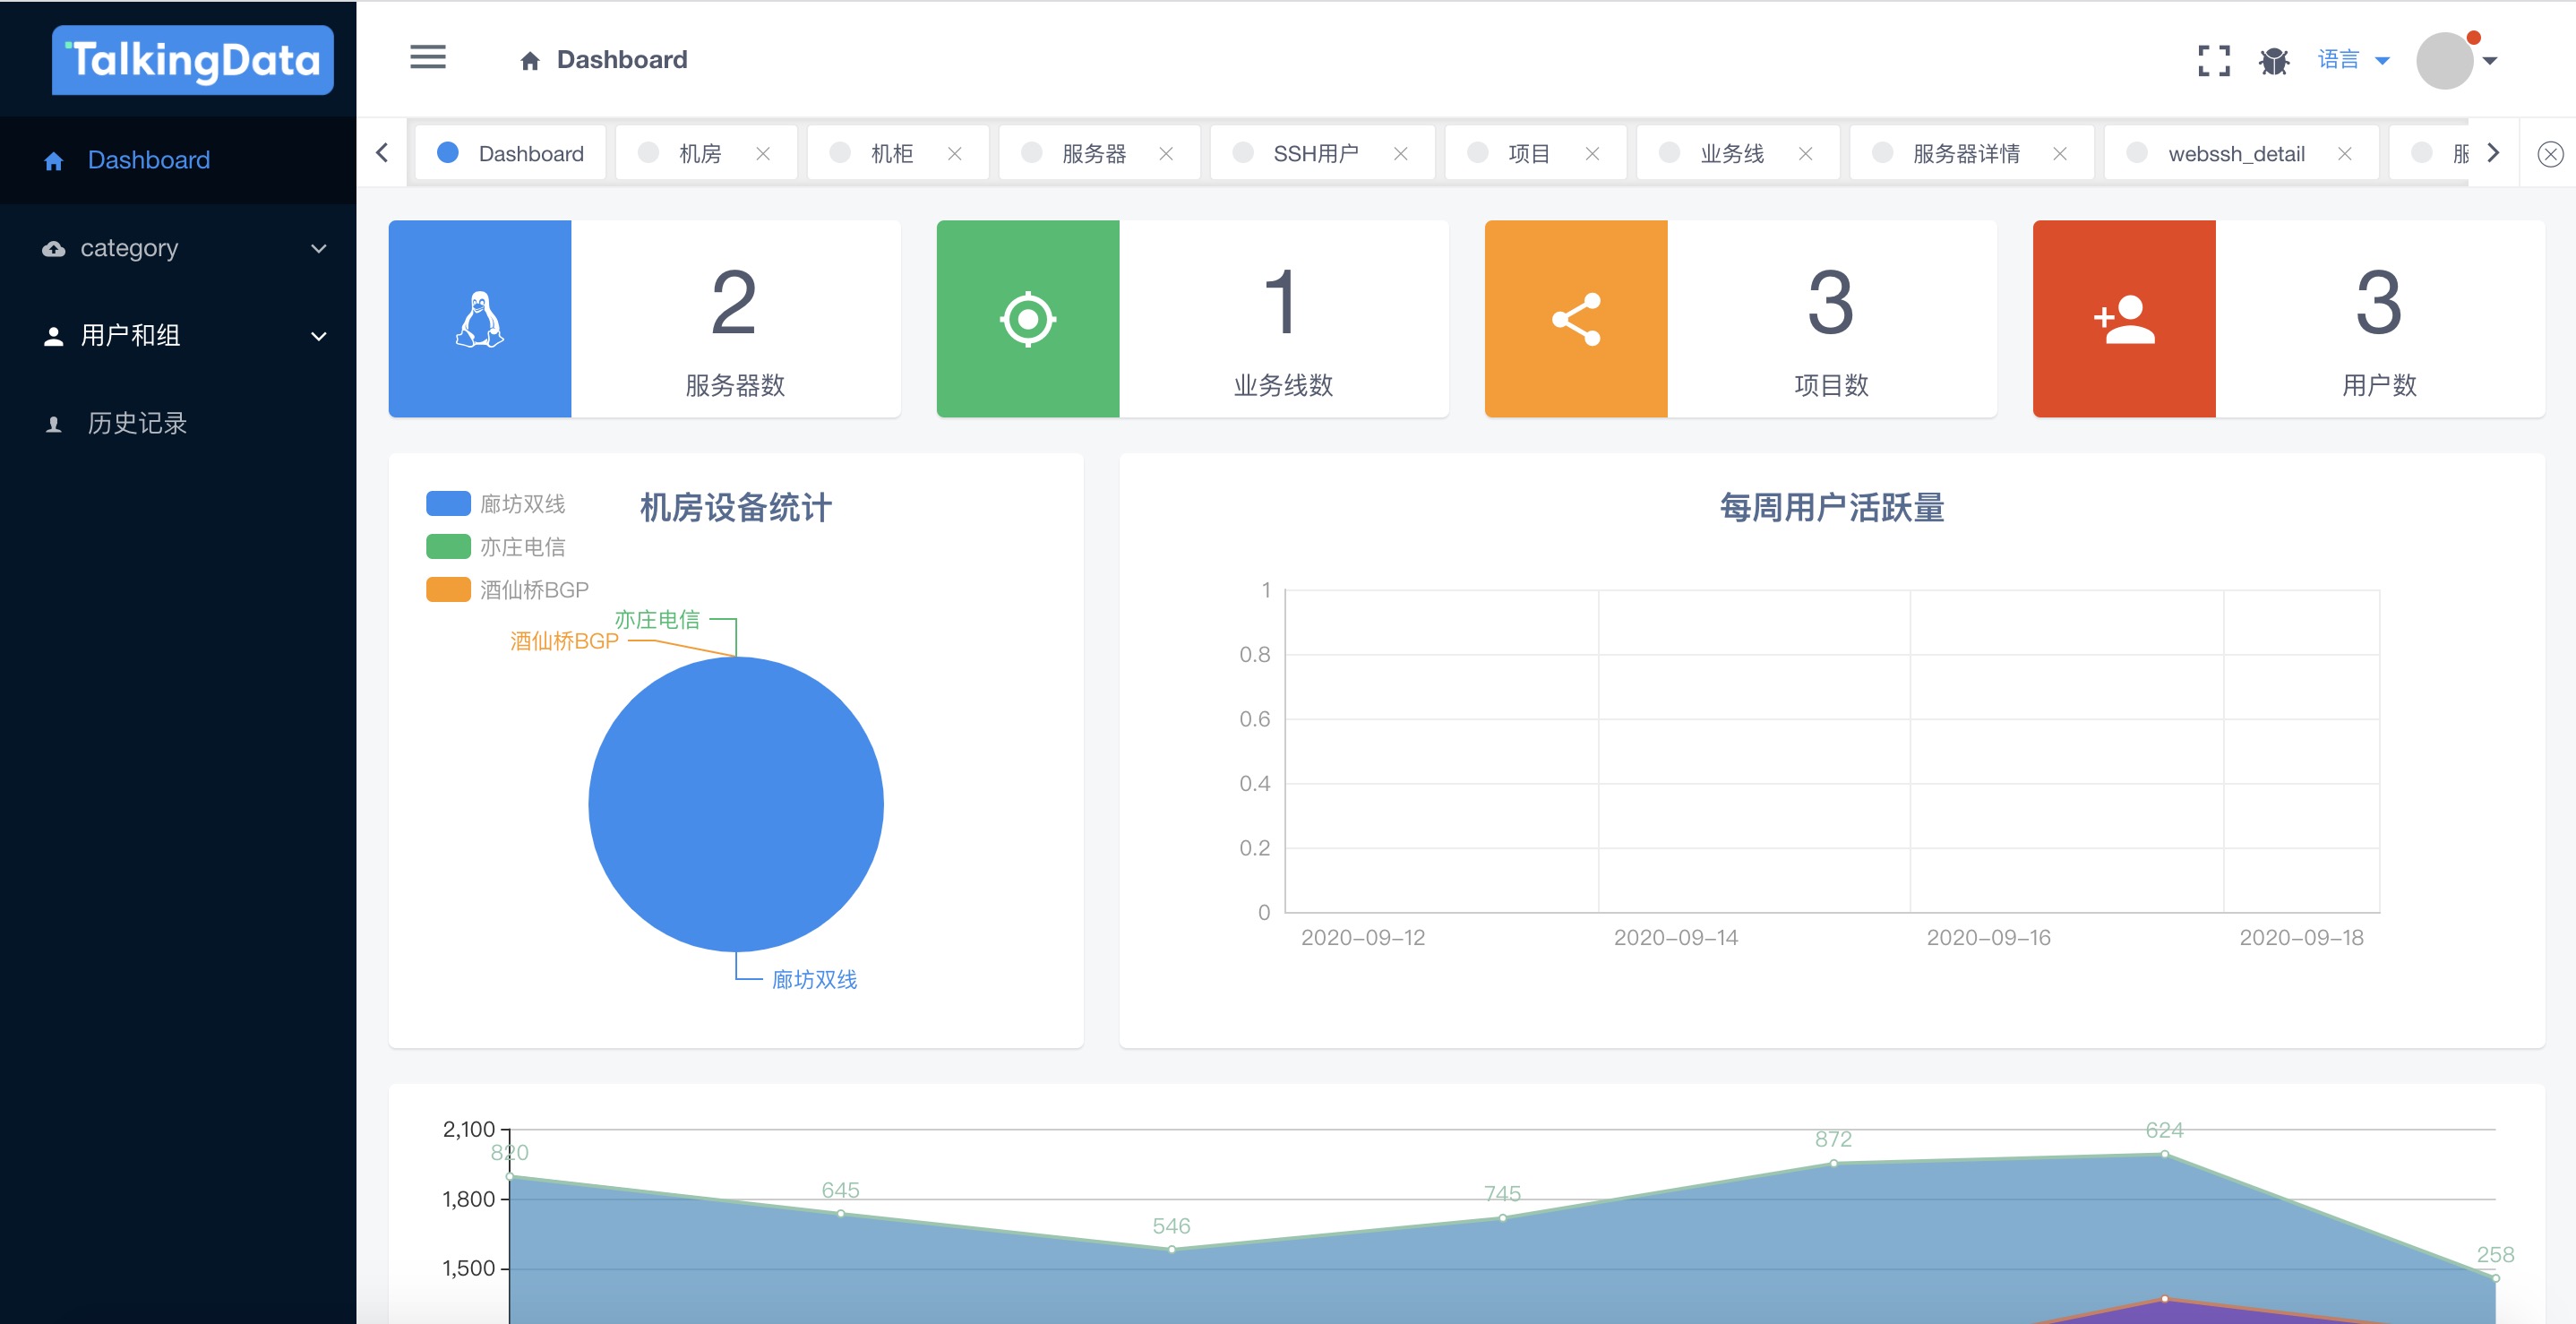 TalkingData
Dashboard
category
用户和组
历史记录
Dashboard
语言
Dashboard
机房
机柜
服务器
SSH用户
项目
业务线
服务器详情
webssh_detail
服
2
服务器数
1
业务线数
3
项目数
3
用户数
机房设备统计
廊坊双线
亦庄电信
酒仙桥BGP
亦庄电信
酒仙桥BGP
廊坊双线
每周用户活跃量
1
0.8
0.6
0.4
0.2
0
2020-09-12 2020-09-14 2020-09-16 2020-09-18
2,100
1,800
1,500
820 645 546 745 872 624 258